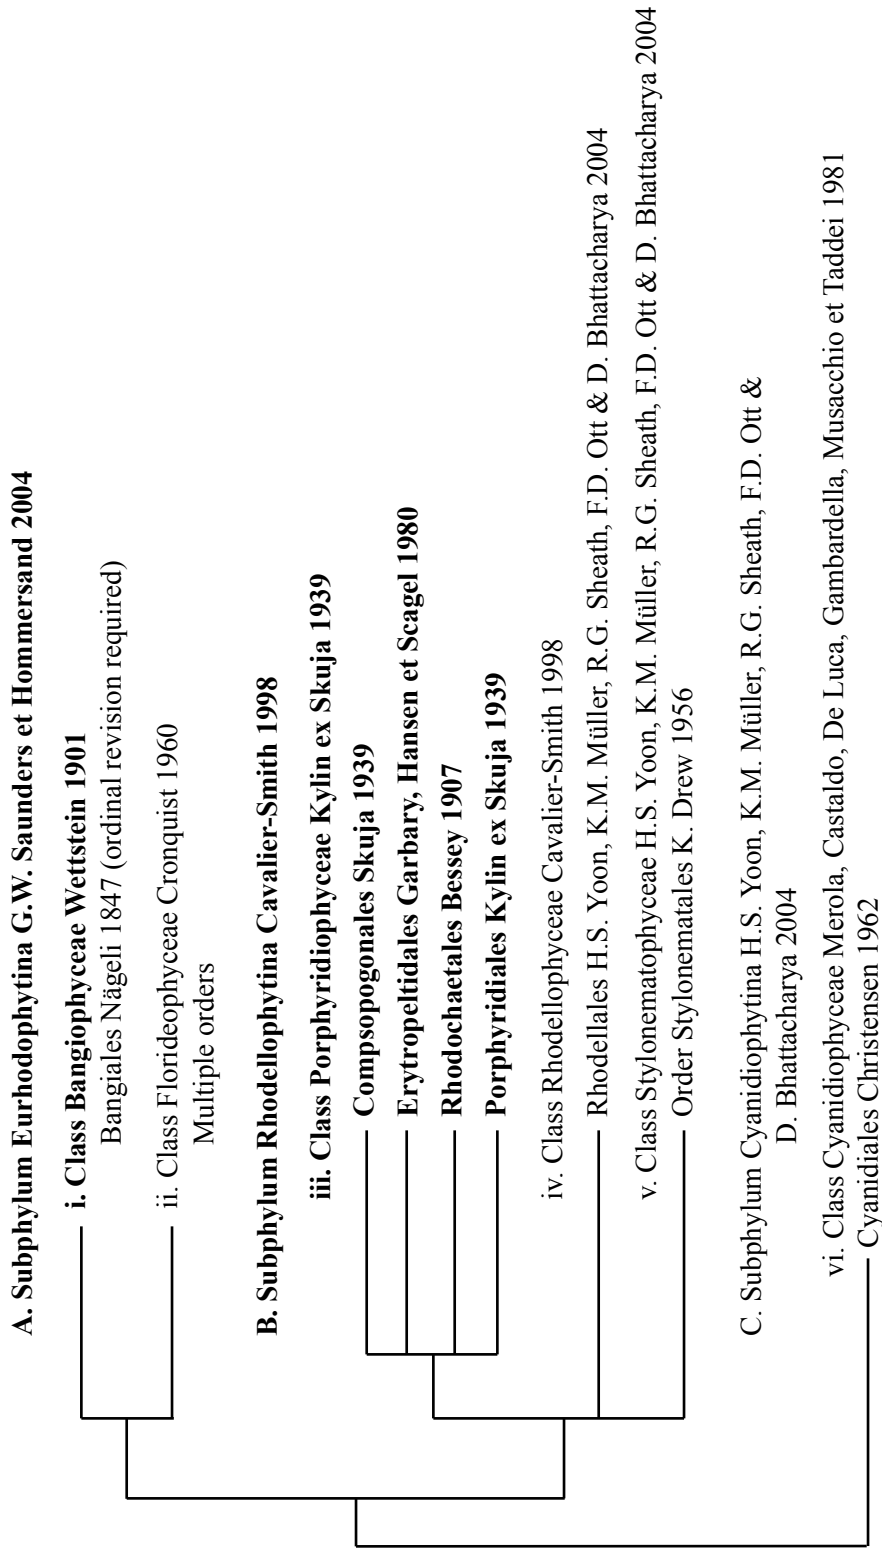 A. Subphylum Eurhodophytina G.W. Saunders et Hommersand 2004
i. Class Bangiophyceae Wettstein 1901
Bangiales Nägeli 1847 (ordinal revision required)
ii. Class Florideophyceae Cronquist 1960
Multiple orders
B. Subphylum Rhodellophytina Cavalier-Smith 1998
iii. Class Porphyridiophyceae Kylin ex Skuja 1939
Compsopogonales Skuja 1939
Erytropeltidales Garbary, Hansen et Scagel 1980
Rhodochaetales Bessey 1907
Porphyridiales Kylin ex Skuja 1939
iv. Class Rhodellophyceae Cavalier-Smith 1998
Rhodellales H.S. Yoon, K.M. Müller, R.G. Sheath, F.D. Ott & D. Bhattacharya 2004
v. Class Stylonematophyceae H.S. Yoon, K.M. Müller, R.G. Sheath, F.D. Ott & D. Bhattacharya 2004
Order Stylonematales K. Drew 1956
C. Subphylum Cyanidiophytina H.S. Yoon, K.M. Müller, R.G. Sheath, F.D. Ott &
D. Bhattacharya 2004
vi. Class Cyanidiophyceae Merola, Castaldo, De Luca, Gambardella, Musacchio et Taddei 1981
Cyanidiales Christensen 1962